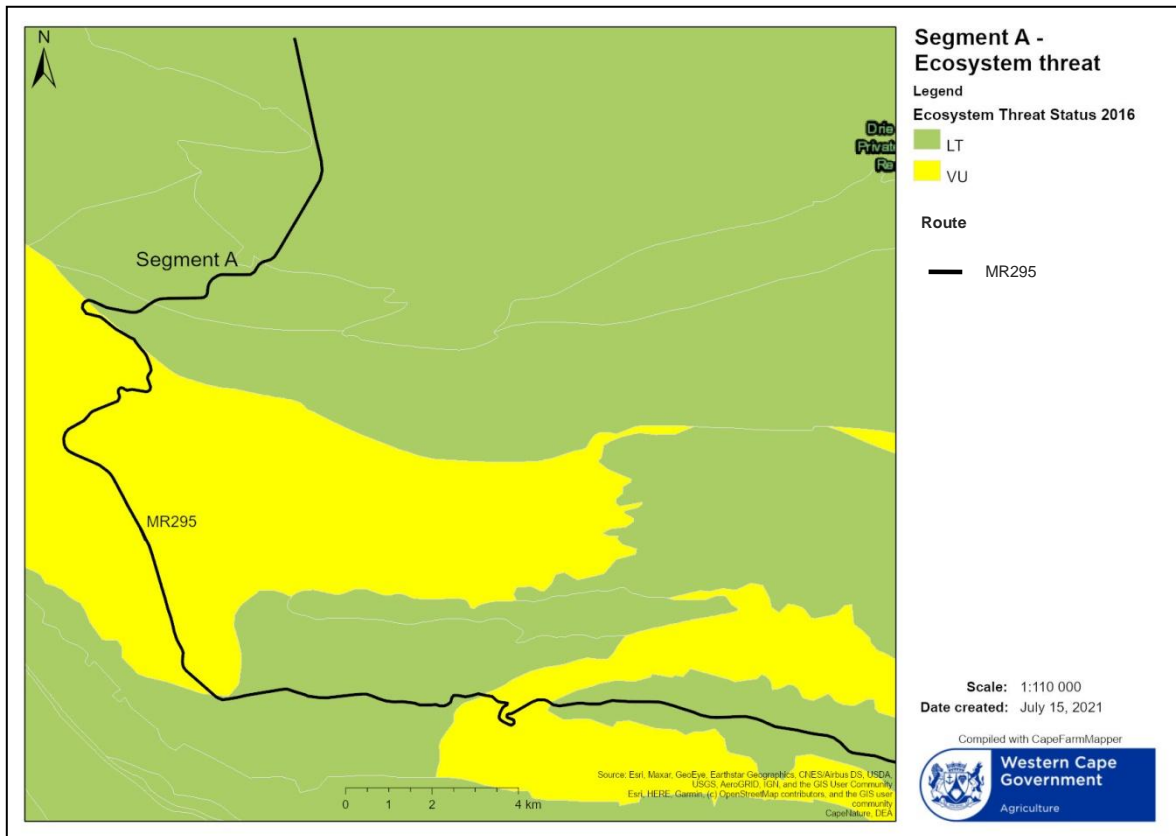 N
Segment A -
Ecosystem threat
Legend
Ecosystem Threat Status 2016
LT
VU
Route
MR295
Drie
Private
Re
Segment A
MR295
0 1 2 4 km
Source: Esri, Maxar, GeoEye, Earthstar Geographics, CNES/Airbus DS, USDA,
USGS, AeroGRID, IGN, and the GIS User Community
Esri, HERE, Garmin, (c) OpenStreetMap contributors, and the GIS user
community
CapeNature, DEA
Scale: 1:110 000
Date created: July 15, 2021
Compiled with CapeFarmMapper
Western Cape
Government
Agriculture